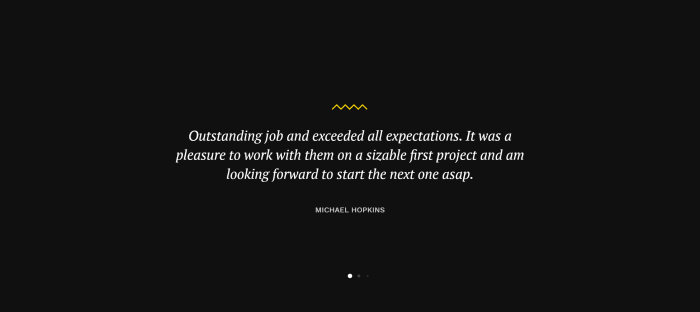 Outstanding job and exceeded all expectations. It was a
pleasure to work with them on a sizable first project and am
looking forward to start the next one asap.
MICHAEL HOPKINS